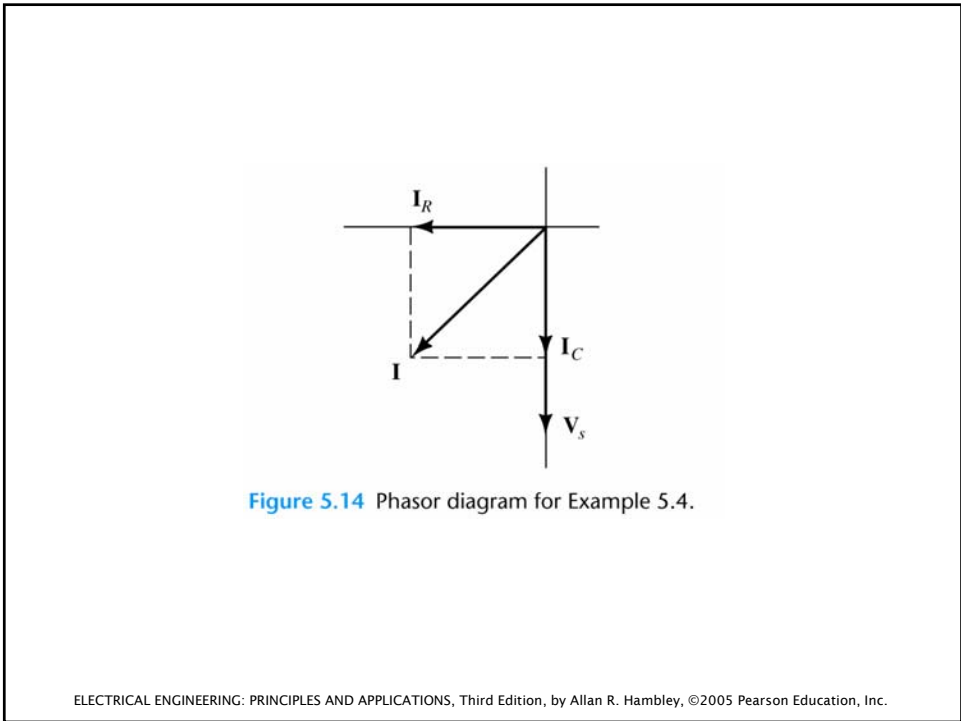 I_R
I_C
I
V_s
Figure 5.14 Phasor diagram for Example 5.4.
ELECTRICAL ENGINEERING: PRINCIPLES AND APPLICATIONS, Third Edition, by Allan R. Hambley, ©2005 Pearson Education, Inc.